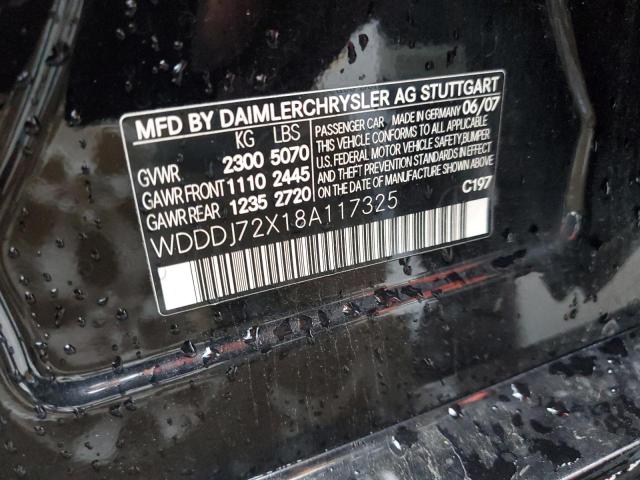 MFD BY DAIMLERCHRYSLER AG STUTTGART
KG LBS
GVWR 2300 5070
GAWR FRONT 1110 2445
GAWR REAR 1235 2720
PASSENGER CAR MADE IN GERMANY 06/07
THIS VEHICLE CONFORMS TO ALL APPLICABLE
U.S. FEDERAL MOTOR VEHICLE SAFETY, BUMPER
AND THEFT PREVENTION STANDARDS IN EFFECT
ON THE DATE OF MANUFACTURE SHOWN ABOVE.
C197
WDDDJ72X18A117325